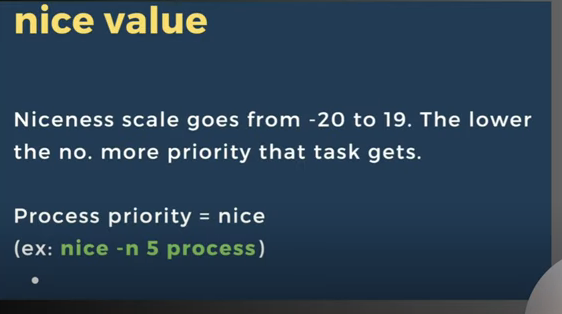 nice value
Niceness scale goes from -20 to 19. The lower
the no. more priority that task gets.
Process priority = nice
(ex: nice -n 5 process)